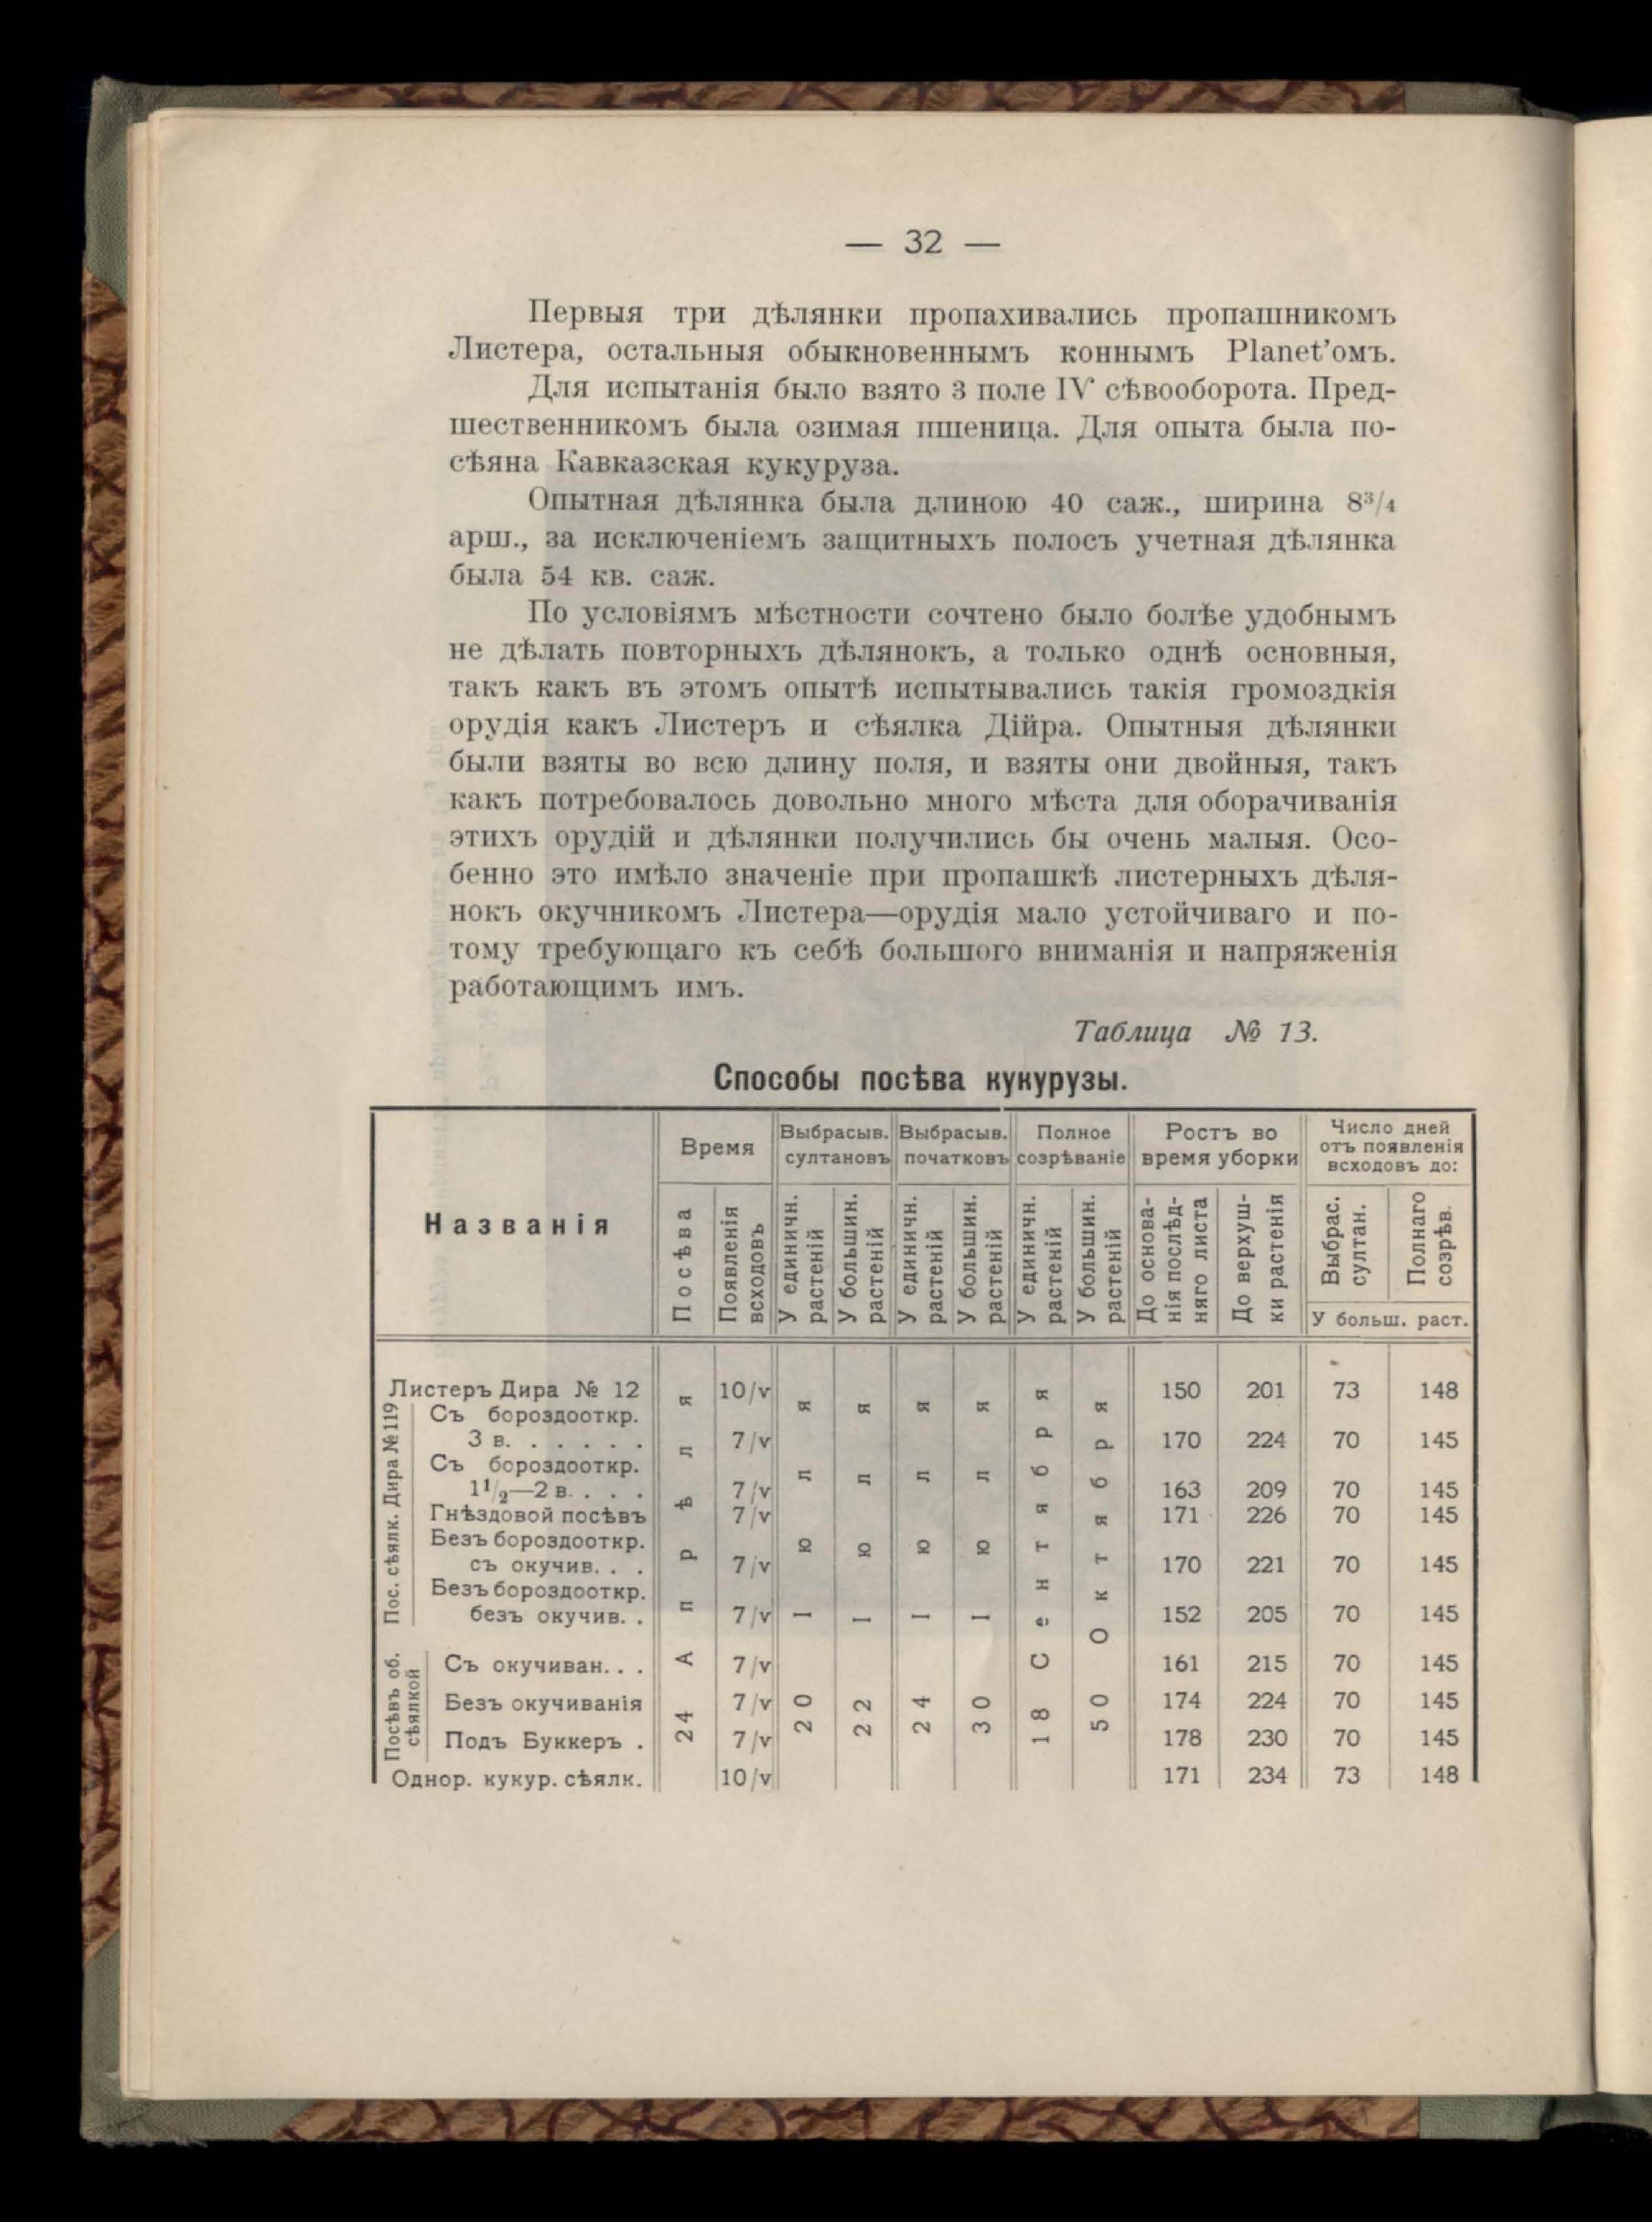 — 32 —
Первыя три дѣлянки пропахивались пропашникомъ
Листера, остальныя обыкновеннымъ коннымъ Planet’омъ.
Для испытанія было взято 3 поле IV сѣвооборота. Пред-
шественникомъ была озимая пшеница. Для опыта была по-
сѣяна Кавказская кукуруза.
Опытная дѣлянка была длиною 40 саж., ширина 8³/₄
арш., за исключеніемъ защитныхъ полосъ учетная дѣлянка
была 54 кв. саж.
По условіямъ мѣстности сочтено было болѣе удобнымъ
не дѣлать повторныхъ дѣлянокъ, а только однѣ основныя,
такъ какъ въ этомъ опытѣ испытывались такія громоздкія
орудія какъ Листеръ и сѣялка Дійра. Опытныя дѣлянки
были взяты во всю длину поля, и взяты они двойныя, такъ
какъ потребовалось довольно много мѣста для оборачиванія
этихъ орудій и дѣлянки получились бы очень малыя. Осо-
бенно это имѣло значеніе при пропашкѣ листерныхъ дѣля-
нокъ окучникомъ Листера—орудія мало устойчиваго и по-
тому требующаго къ себѣ большого вниманія и напряженія
работающимъ имъ.
Таблица № 13.
Способы посѣва кукурузы.
Названія
Время
Посѣва
Появленія
всходовъ
Выбрасыв.
султановъ
У единичн.
растеній
У большин.
растеній
Выбрасыв.
початковъ
У единичн.
растеній
У большин.
растеній
Полное
созрѣваніе
У единичн.
растеній
У большин.
растеній
Ростъ во
время уборки
До основа-
нія послѣд-
няго листа
До верхуш-
ки растенія
Число дней
отъ появленія
всходовъ до:
Выбрас.
султан.
Полнаго
созрѣв.
У больш. раст.
24 Апрѣля
20 Іюля
22 Іюля
24 Іюля
30 Іюля
18 Сентября
50 Октября
Листеръ Дира № 12 10/v 150 201 73 148
Пос. сѣялк. Дира № 119
Съ бороздооткр.
3 в. . . . . . 7/v 170 224 70 145
Съ бороздооткр.
1¹/₂—2 в. . . . 7/v 163 209 70 145
Гнѣздовой посѣвъ 7/v 171 226 70 145
Безъ бороздооткр.
съ окучив. . . 7/v 170 221 70 145
Безъ бороздооткр.
безъ окучив. . 7/v 152 205 70 145
Посѣвъ об.
сѣялкой
Съ окучиван. . . 7/v 161 215 70 145
Безъ окучиванія 7/v 174 224 70 145
Подъ Буккеръ . 7/v 178 230 70 145
Однор. кукур. сѣялк. 10/v 171 234 73 148